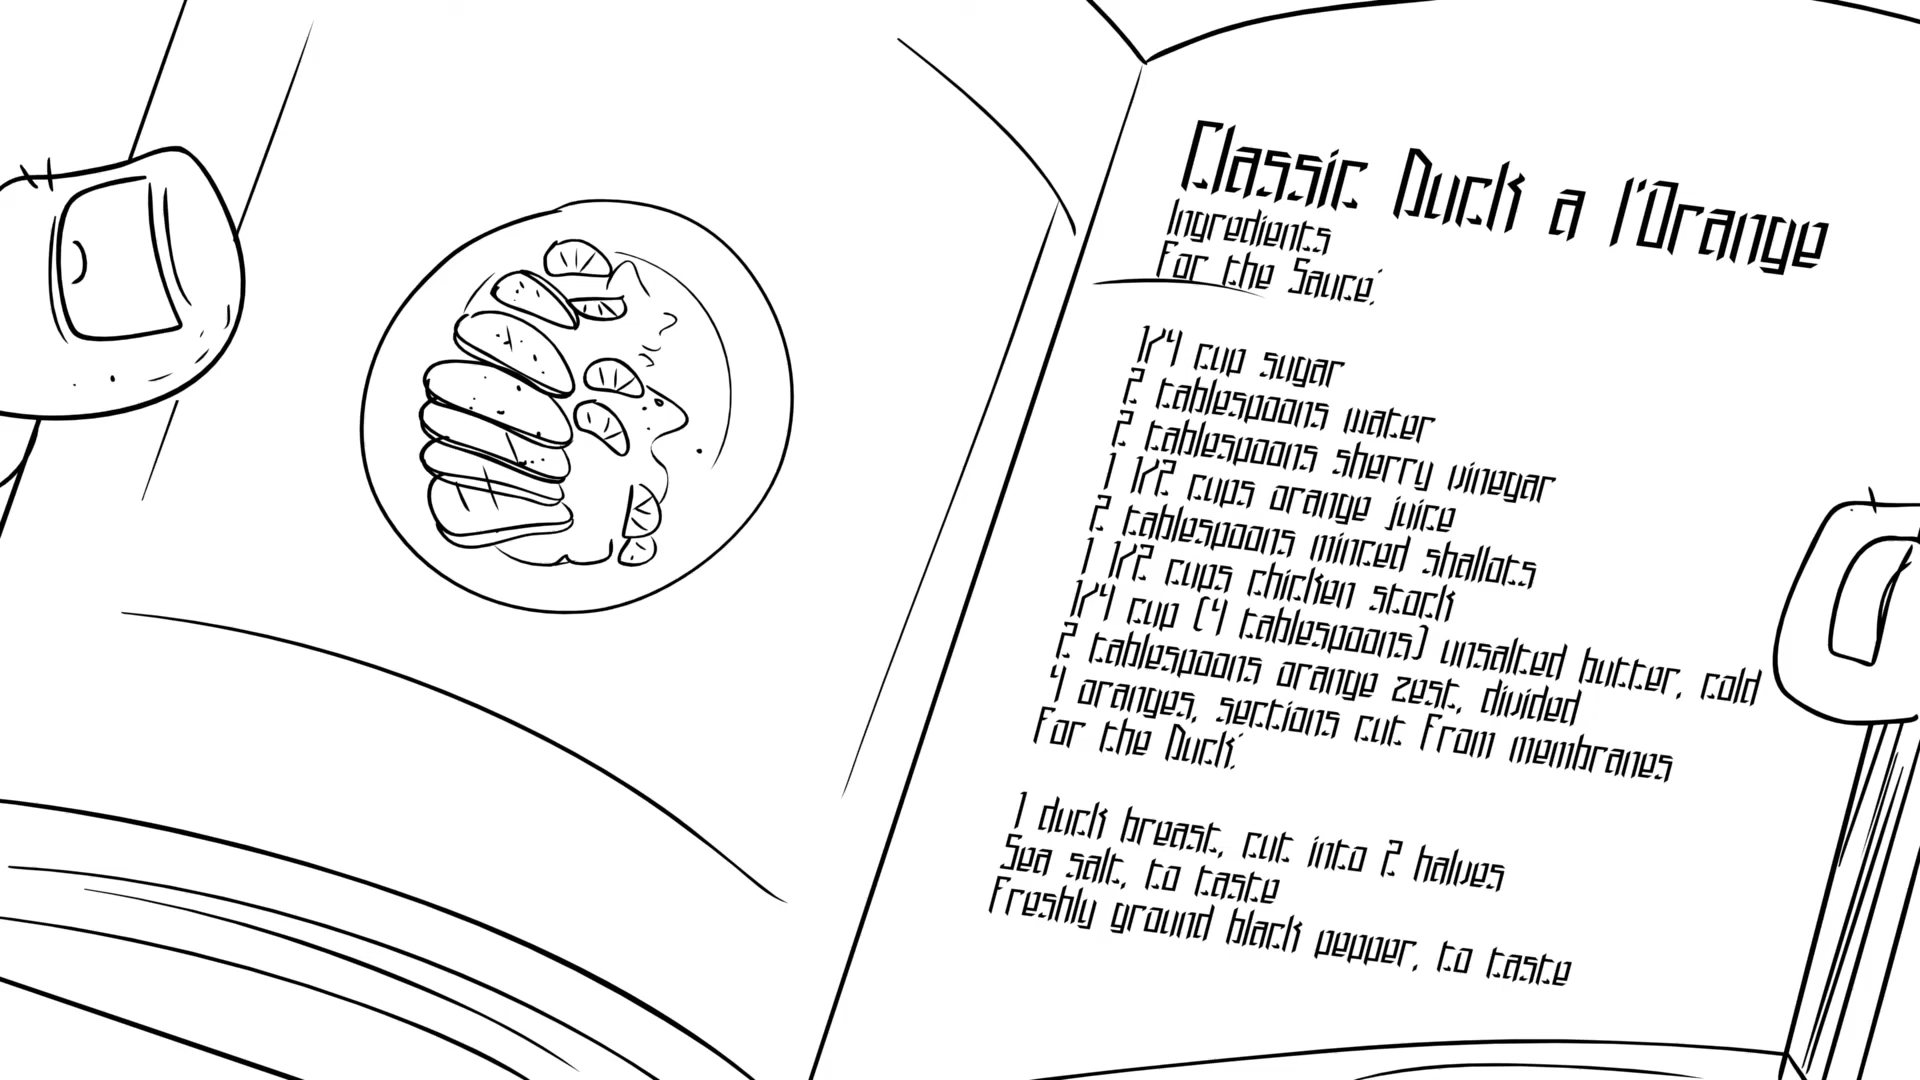 Classic Duck a l'Orange
Ingredients
For the Sauce:
1/4 cup sugar
2 tablespoons water
2 tablespoons sherry vinegar
1 1/2 cups orange juice
2 tablespoons minced shallots
1 1/2 cups chicken stock
1/4 cup (4 tablespoons) unsalted butter, cold
2 tablespoons orange zest, divided
4 oranges, sections cut from membranes
For the Duck:
1 duck breast, cut into 2 halves
Sea salt, to taste
Freshly ground black pepper, to taste